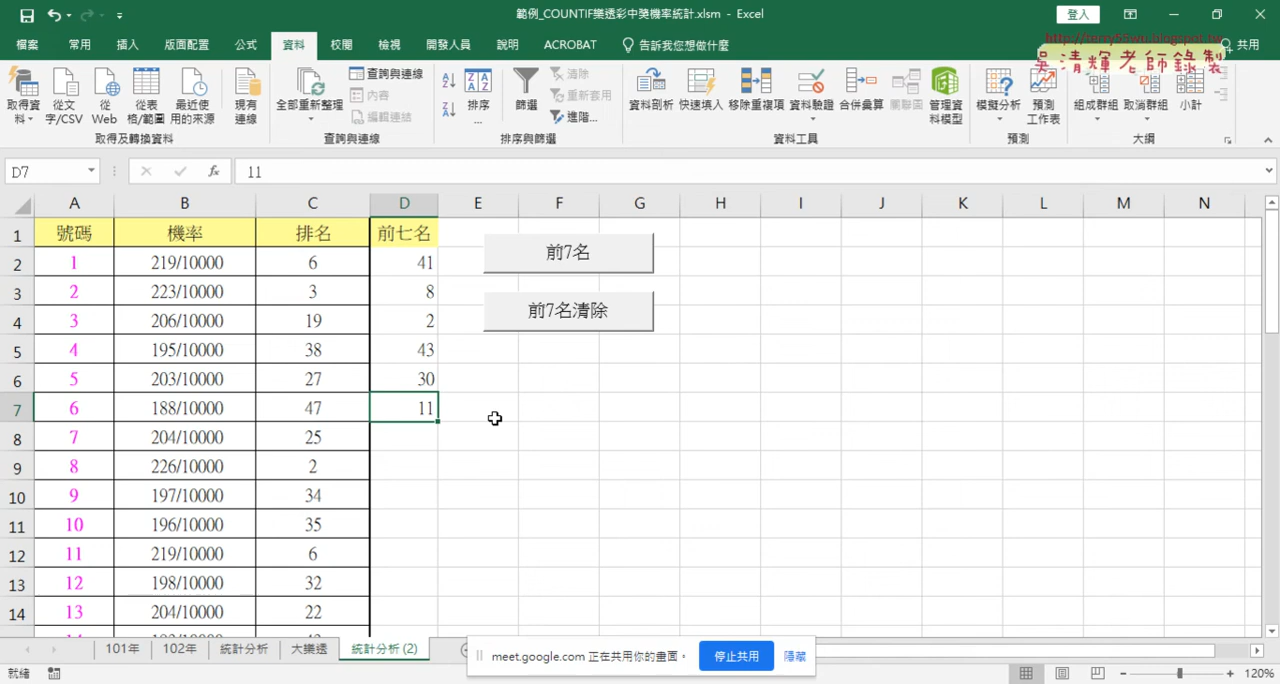 範例_COUNTIF樂透彩中獎機率統計.xlsm - Excel
登入
http://terry55wu.blogspot.tw
吳清輝老師錄製
檔案 常用 插入 版面配置 公式 資料 校閱 檢視 開發人員 說明 ACROBAT 告訴我您想做什麼 共用
取得資料 從文字/CSV 從Web 從表格/範圍 最近使用的來源 現有連線
全部重新整理 查詢與連線 內容 編輯連結
排序... 篩選 清除 重新套用 進階...
資料剖析 快速填入 移除重複項 資料驗證 合併彙算 關聯圖 管理資料模型
模擬分析 預測工作表 組成群組 取消群組 小計
取得及轉換資料 查詢與連線 排序與篩選 資料工具 預測 大綱
D7 fx 11
A B C D E F G H I J K L M N
1 號碼 機率 排名 前七名
2 1 219/10000 6 41
前7名
3 2 223/10000 3 8
4 3 206/10000 19 2
前7名清除
5 4 195/10000 38 43
6 5 203/10000 27 30
7 6 188/10000 47 11
8 7 204/10000 25
9 8 226/10000 2
10 9 197/10000 34
11 10 196/10000 35
12 11 219/10000 6
13 12 198/10000 32
14 13 204/10000 22
101年 102年 統計分析 大樂透 統計分析 (2)
meet.google.com 正在共用你的畫面。 停止共用 隱藏
就緒 120%